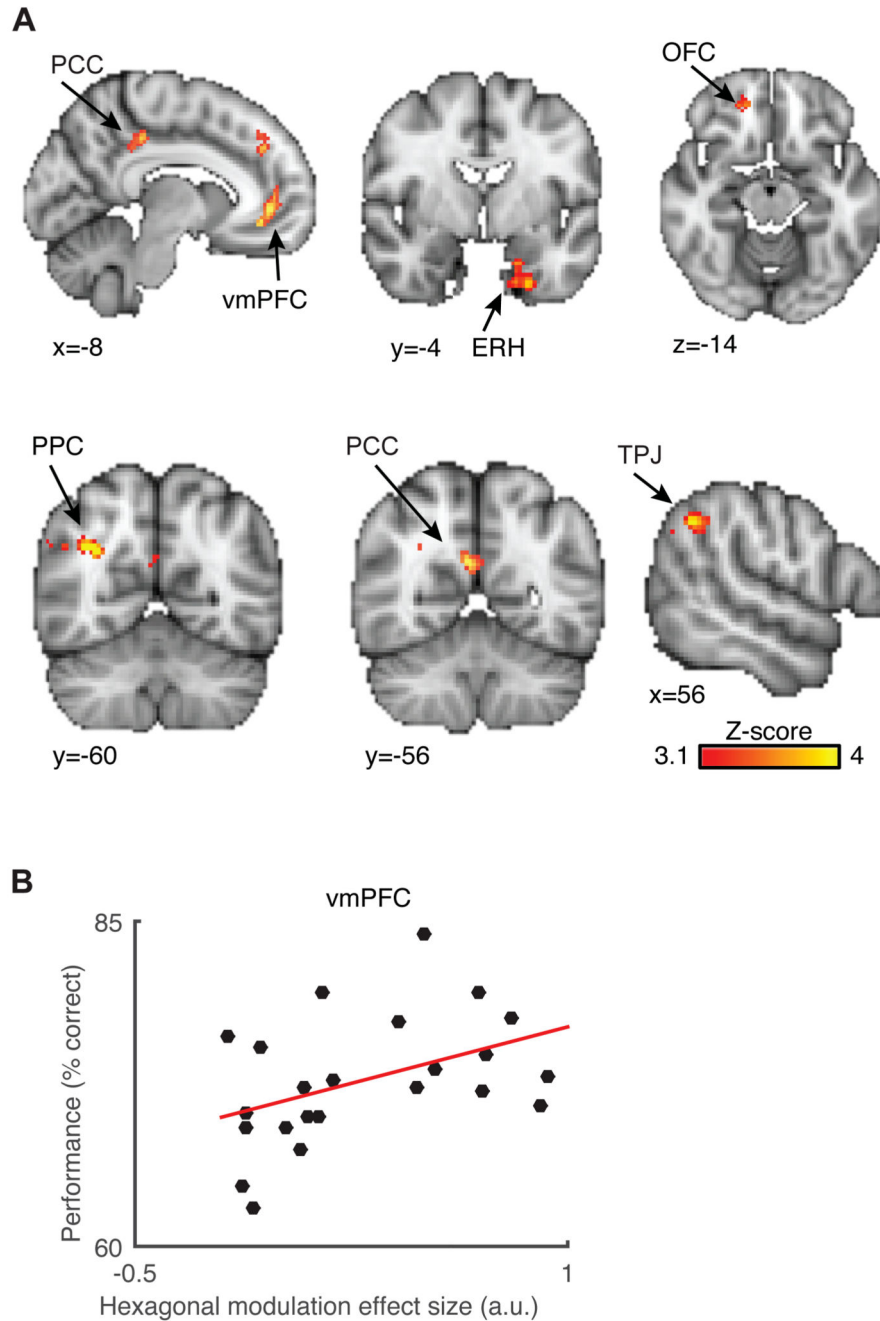 A
PCC
OFC
vmPFC
x=-8
y=-4
ERH
z=-14
PPC
PCC
TPJ
x=56
Z-score
3.1
4
y=-60
y=-56
B
vmPFC
85
Performance (% correct)
60
-0.5
1
Hexagonal modulation effect size (a.u.)